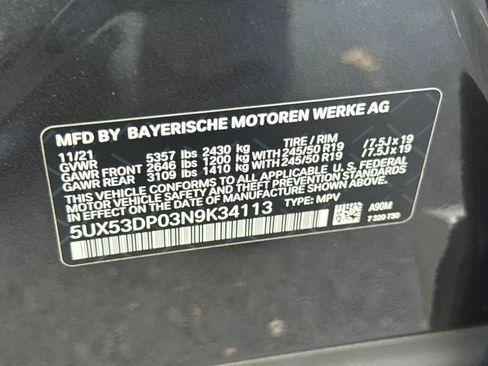 MFD BY BAYERISCHE MOTOREN WERKE AG
11/21 TIRE / RIM
GVWR 5357 lbs 2430 kg
GAWR FRONT 2646 lbs 1200 kg WITH 245/50 R19 /7.5J x 19
GAWR REAR 3109 lbs 1410 kg WITH 245/50 R19 /7.5J x 19
THIS VEHICLE CONFORMS TO ALL APPLICABLE U.S. FEDERAL
MOTOR VEHICLE SAFETY AND THEFT PREVENTION STANDARDS
IN EFFECT ON THE DATE OF MANUFACTURE SHOWN ABOVE.
5UX53DP03N9K34113 TYPE: MPV A90M
7 320 730